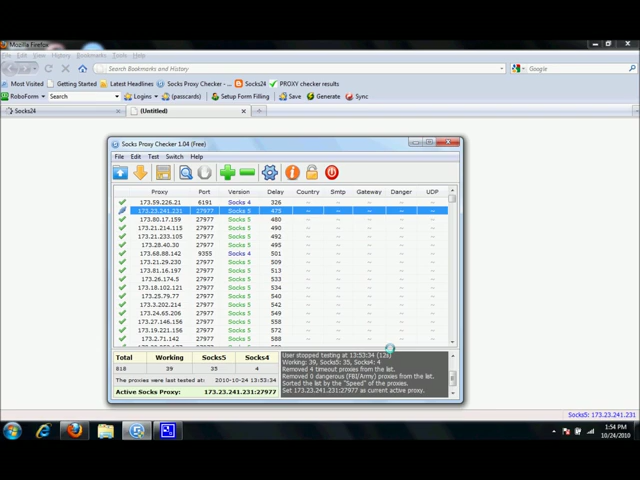 Mozilla Firefox
File Edit View History Bookmarks Tools Help
Search Bookmarks and History
Google
Most Visited Getting Started Latest Headlines Socks Proxy Checker - ... Socks24 PROXY checker results
RoboForm Search Logins (passcards) Setup Form Filling Save Generate Sync
Socks24 (Untitled)
Socks Proxy Checker 1.04 (Free)
File Edit Test Switch Help
Proxy Port Version Delay Country Smtp Gateway Danger UDP
173.59.226.21 6191 Socks 4 326
173.23.241.231 27977 Socks 5 475
173.80.17.159 27977 Socks 5 480
173.21.214.115 27977 Socks 5 490
173.21.233.105 27977 Socks 5 492
173.28.40.30 27977 Socks 5 495
173.68.88.142 9355 Socks 4 501
173.21.29.230 27977 Socks 5 509
173.81.16.197 27977 Socks 5 513
173.26.174.5 27977 Socks 5 533
173.18.102.121 27977 Socks 5 534
173.25.79.77 27977 Socks 5 540
173.3.202.214 27977 Socks 5 542
173.24.65.206 27977 Socks 5 549
173.27.146.156 27977 Socks 5 558
173.19.221.156 27977 Socks 5 572
173.2.71.142 27977 Socks 5 588
Total Working Socks5 Socks4
818 39 35 4
The proxies were last tested at: 2010-10-24 13:53:34
Active Socks Proxy: 173.23.241.231:27977
User stopped testing at 13:53:34 (12s)
Working: 39, Socks5: 35, Socks4: 4
Removed 4 timeout proxies from the list.
Removed 0 dangerous (FBI/Army) proxies from the list.
Sorted the list by the "Speed" of the proxies.
Set 173.23.241.231:27977 as current active proxy.
Socks5: 173.23.241.231
1:54 PM
10/24/2010